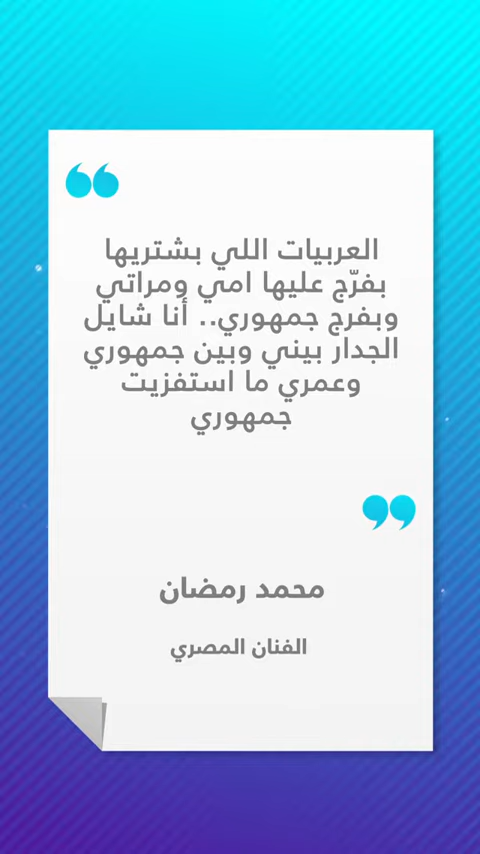 العربيات اللي بشتريها
بفرّج عليها امي ومراتي
وبفرج جمهوري.. أنا شايل
الجدار بيني وبين جمهوري
وعمري ما استفزيت
جمهوري
محمد رمضان
الفنان المصري